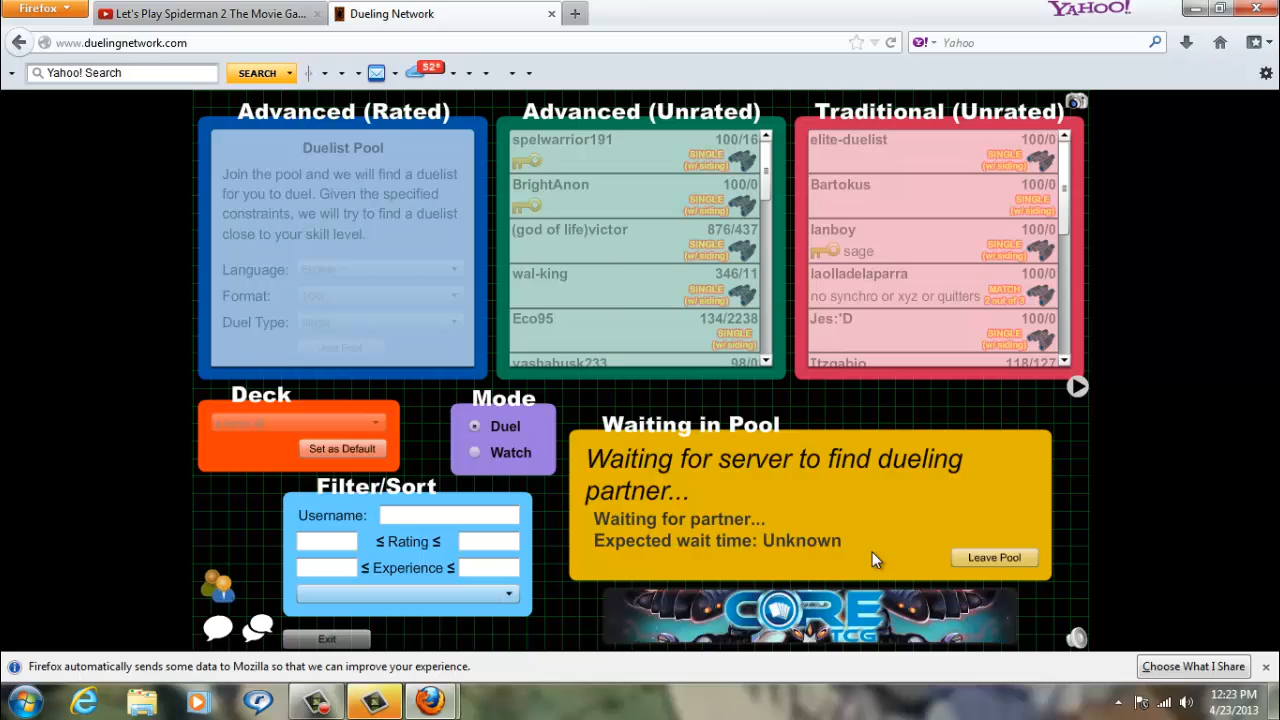 Firefox
Let's Play Spiderman 2 The Movie Ga...
Dueling Network
YAHOO!
www.duelingnetwork.com
Yahoo
Yahoo! Search
SEARCH
52°
Advanced (Rated)
Duelist Pool
Join the pool and we will find a duelist
for you to duel. Given the specified
constraints, we will try to find a duelist
close to your skill level.
Language:
Format:
Duel Type:
Advanced (Unrated)
spelwarrior191 100/16
SINGLE
(w/ siding)
BrightAnon 100/0
SINGLE
(w/ siding)
(god of life)victor 876/437
SINGLE
(w/ siding)
wal-king 346/11
SINGLE
(w/ siding)
Eco95 134/2238
SINGLE
(w/ siding)
yashahusk233 98/0
Traditional (Unrated)
elite-duelist 100/0
SINGLE
(w/ siding)
Bartokus 100/0
SINGLE
(w/ siding)
lanboy 100/0
sage
SINGLE
(w/ siding)
laolladelaparra 100/0
no synchro or xyz or quitters
MATCH
2 out of 3
Jes:'D 100/0
SINGLE
(w/ siding)
Itzgabio 118/127
Deck
Set as Default
Mode
Duel
Watch
Waiting in Pool
Waiting for server to find dueling
partner...
Waiting for partner...
Expected wait time: Unknown
Leave Pool
Filter/Sort
Username:
≤ Rating ≤
≤ Experience ≤
Exit
CORE
TCG
Firefox automatically sends some data to Mozilla so that we can improve your experience.
Choose What I Share
12:23 PM
4/23/2013